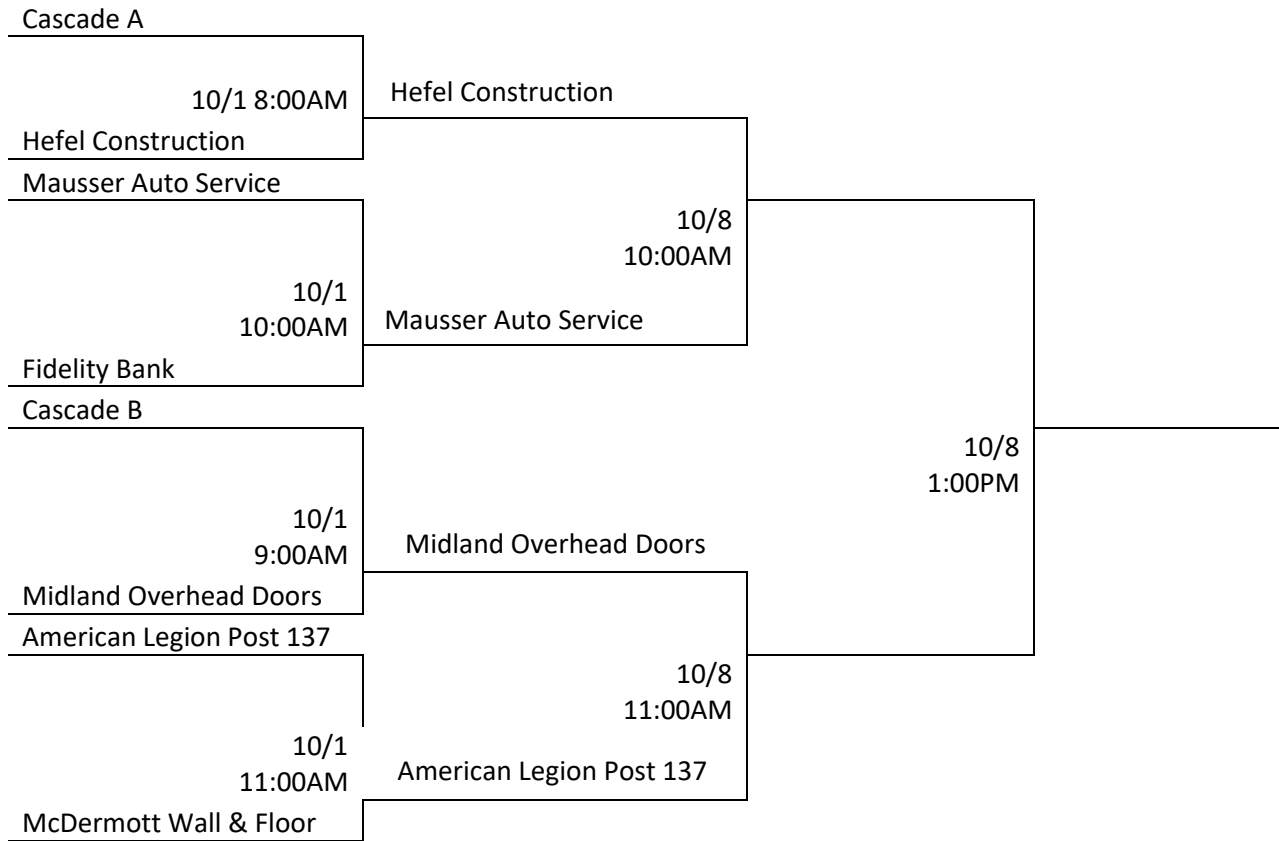 Cascade A
10/1 8:00AM
Hefel Construction
Hefel Construction
Mausser Auto Service
10/8
10:00AM
10/1
10:00AM
Mausser Auto Service
Fidelity Bank
Cascade B
10/8
1:00PM
10/1
9:00AM
Midland Overhead Doors
Midland Overhead Doors
American Legion Post 137
10/8
11:00AM
10/1
11:00AM
American Legion Post 137
McDermott Wall & Floor